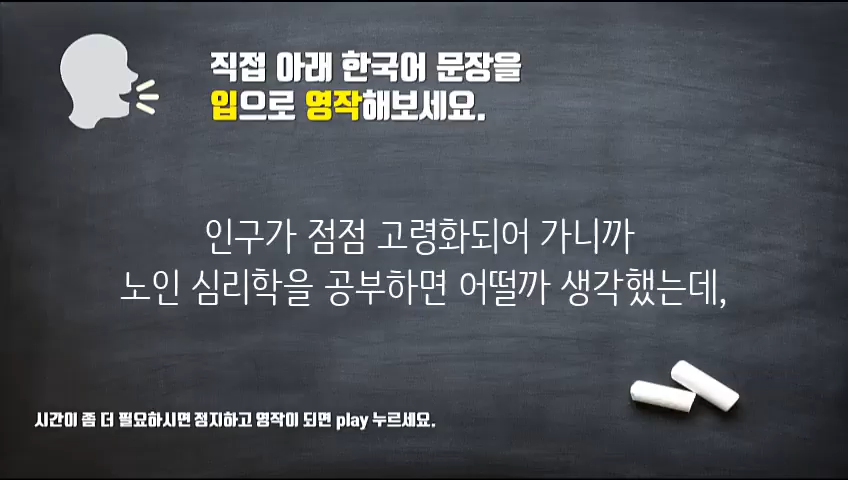 직접 아래 한국어 문장을
입으로 영작해보세요.
인구가 점점 고령화되어 가니까
노인 심리학을 공부하면 어떨까 생각했는데,
시간이 좀 더 필요하시면 정지하고 영작이 되면 play 누르세요.